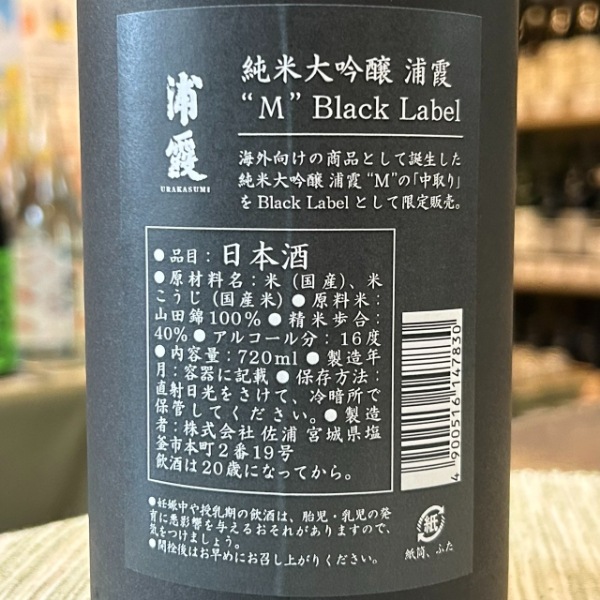 浦霞
URAKASUMI
純米大吟醸 浦霞
“M” Black Label
海外向けの商品として誕生した
純米大吟醸 浦霞“M”の「中取り」
を Black Label として限定販売。
●品目：日本酒
●原材料名：米（国産）、米
こうじ（国産米）●原料米：
山田錦100％●精米歩合：
40％●アルコール分：16度
●内容量：720ml●製造年
月：容器に記載●保存方法：
直射日光をさけて、冷暗所で
保管してください。●製造
者：株式会社 佐浦 宮城県塩
釜市本町2番19号
飲酒は20歳になってから。
4 900516 147830
●妊娠中や授乳期の飲酒は、胎児・乳児の発
育に悪影響を与えるおそれがありますので、
気をつけましょう。
●開栓後はお早めにお召し上がりください。
紙
紙筒、ふた